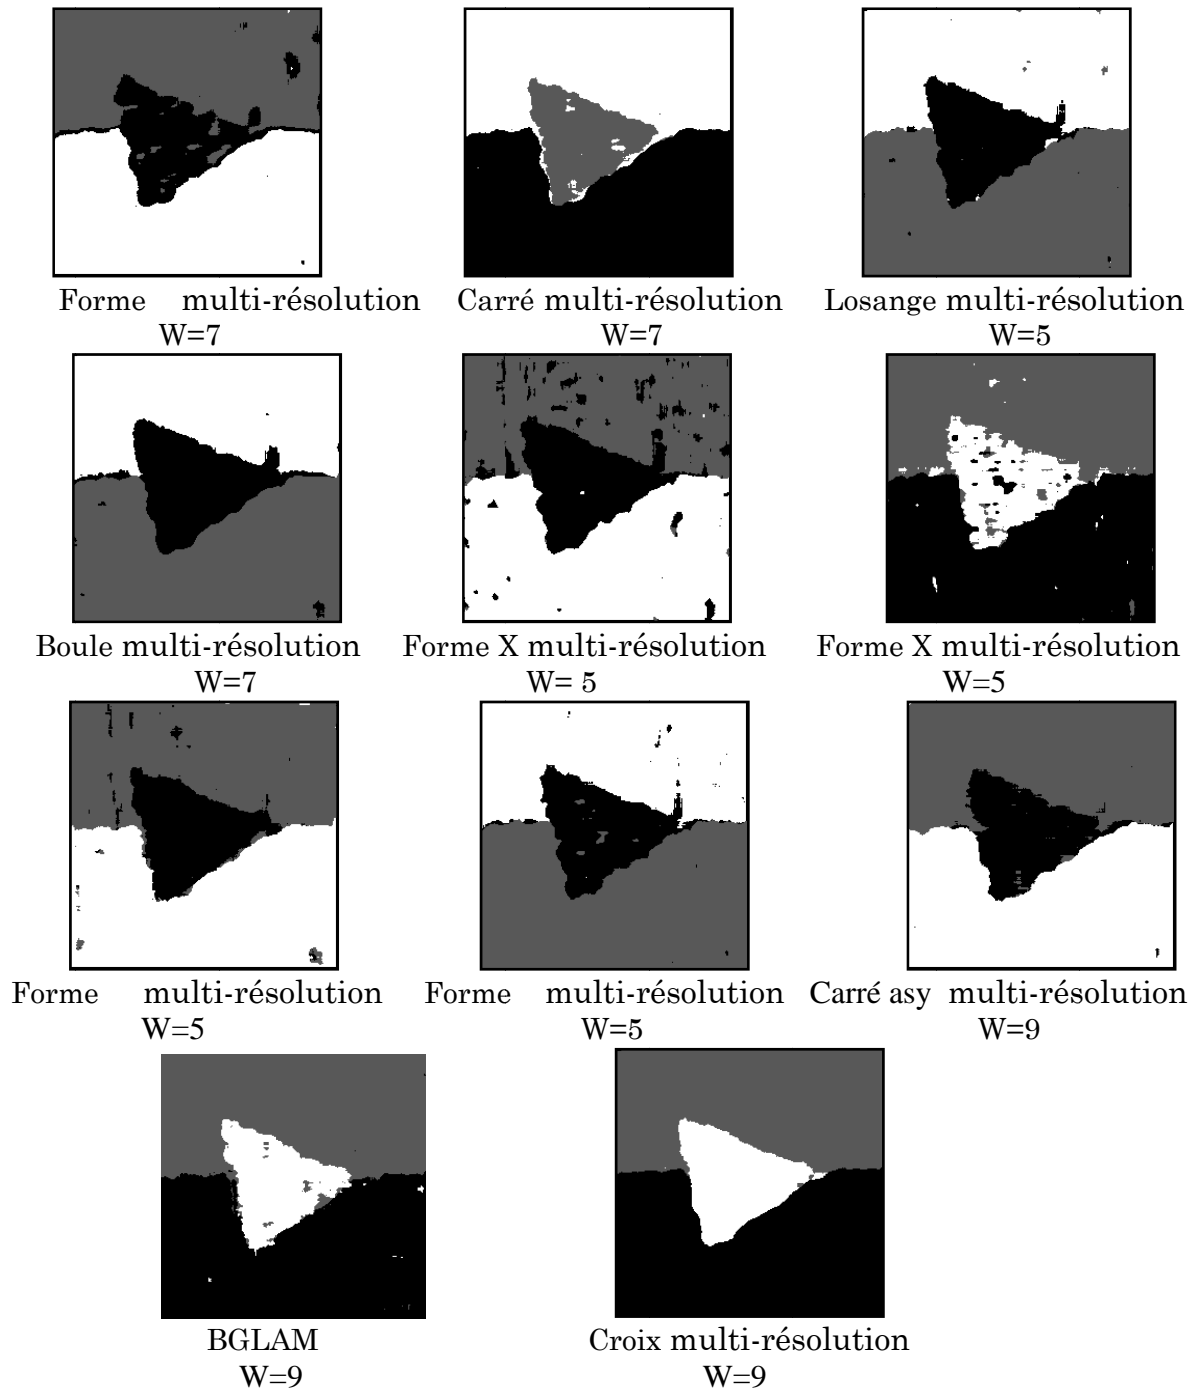 Forme multi-résolution Carré multi-résolution Losange multi-résolution
W=7 W=7 W=5
Boule multi-résolution Forme X multi-résolution Forme X multi-résolution
W=7 W= 5 W=5
Forme multi-résolution Forme multi-résolution Carré asy multi-résolution
W=5 W=5 W=9
BGLAM Croix multi-résolution
W=9 W=9